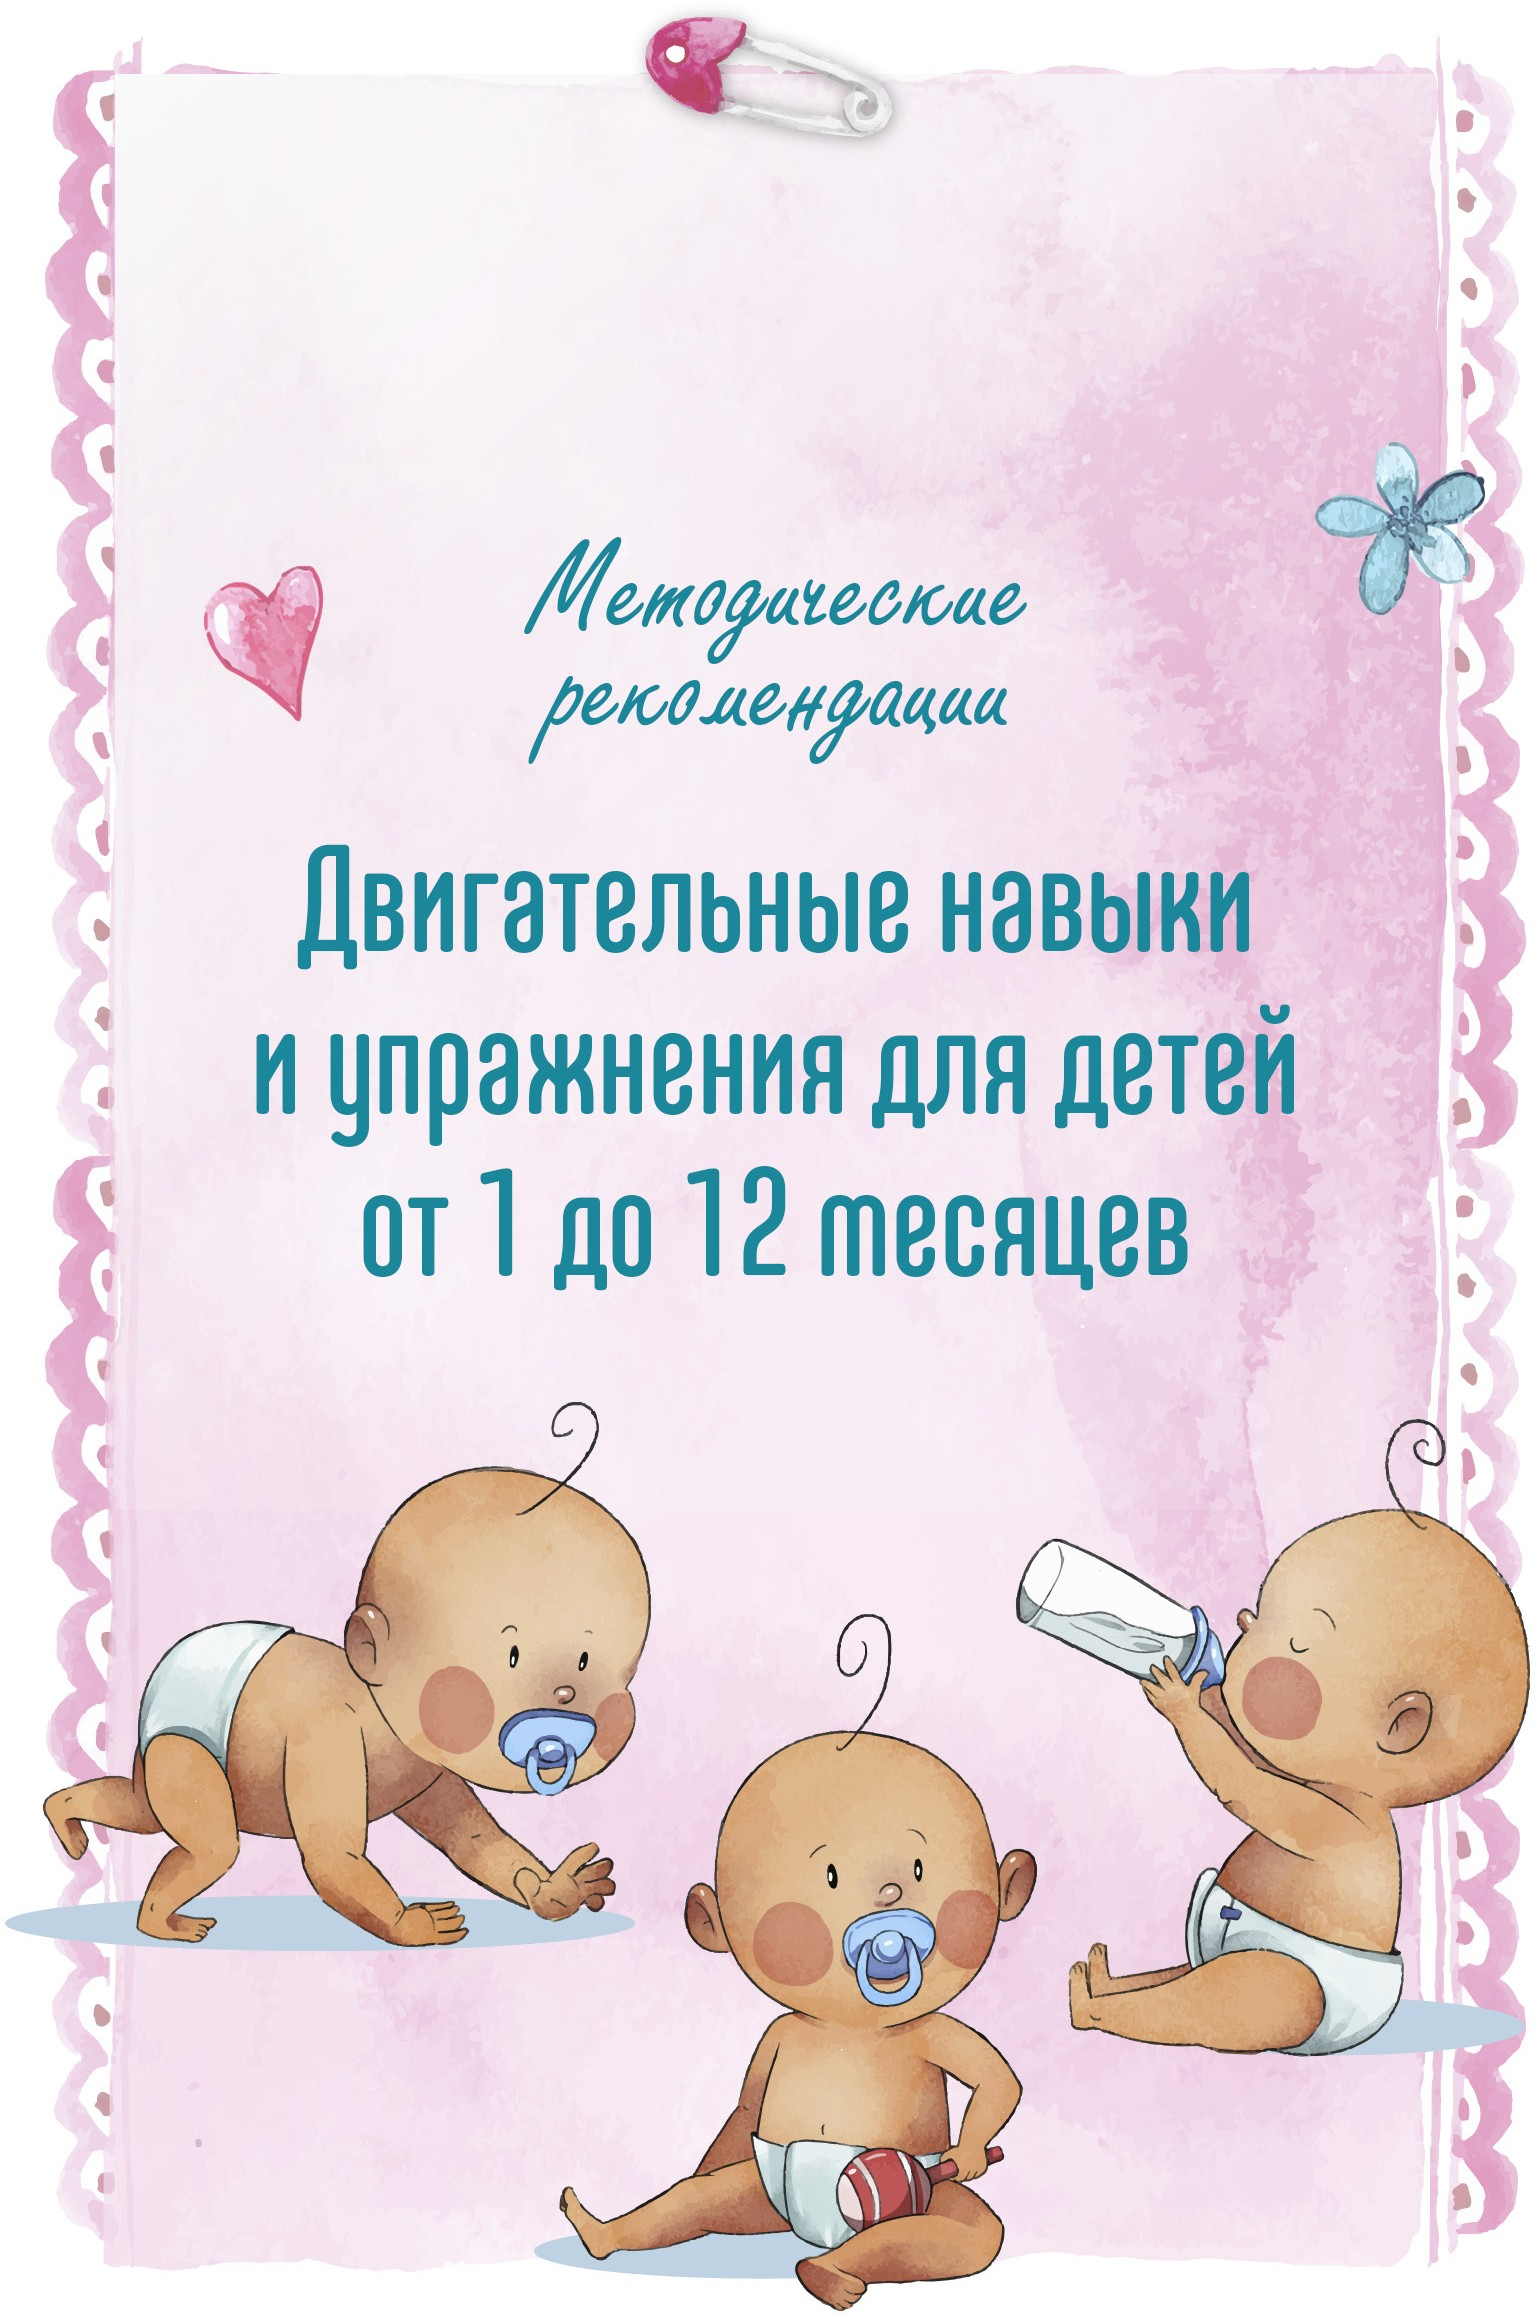 Методические
рекомендации
Двигательные навыки
и упражнения для детей
от 1 до 12 месяцев